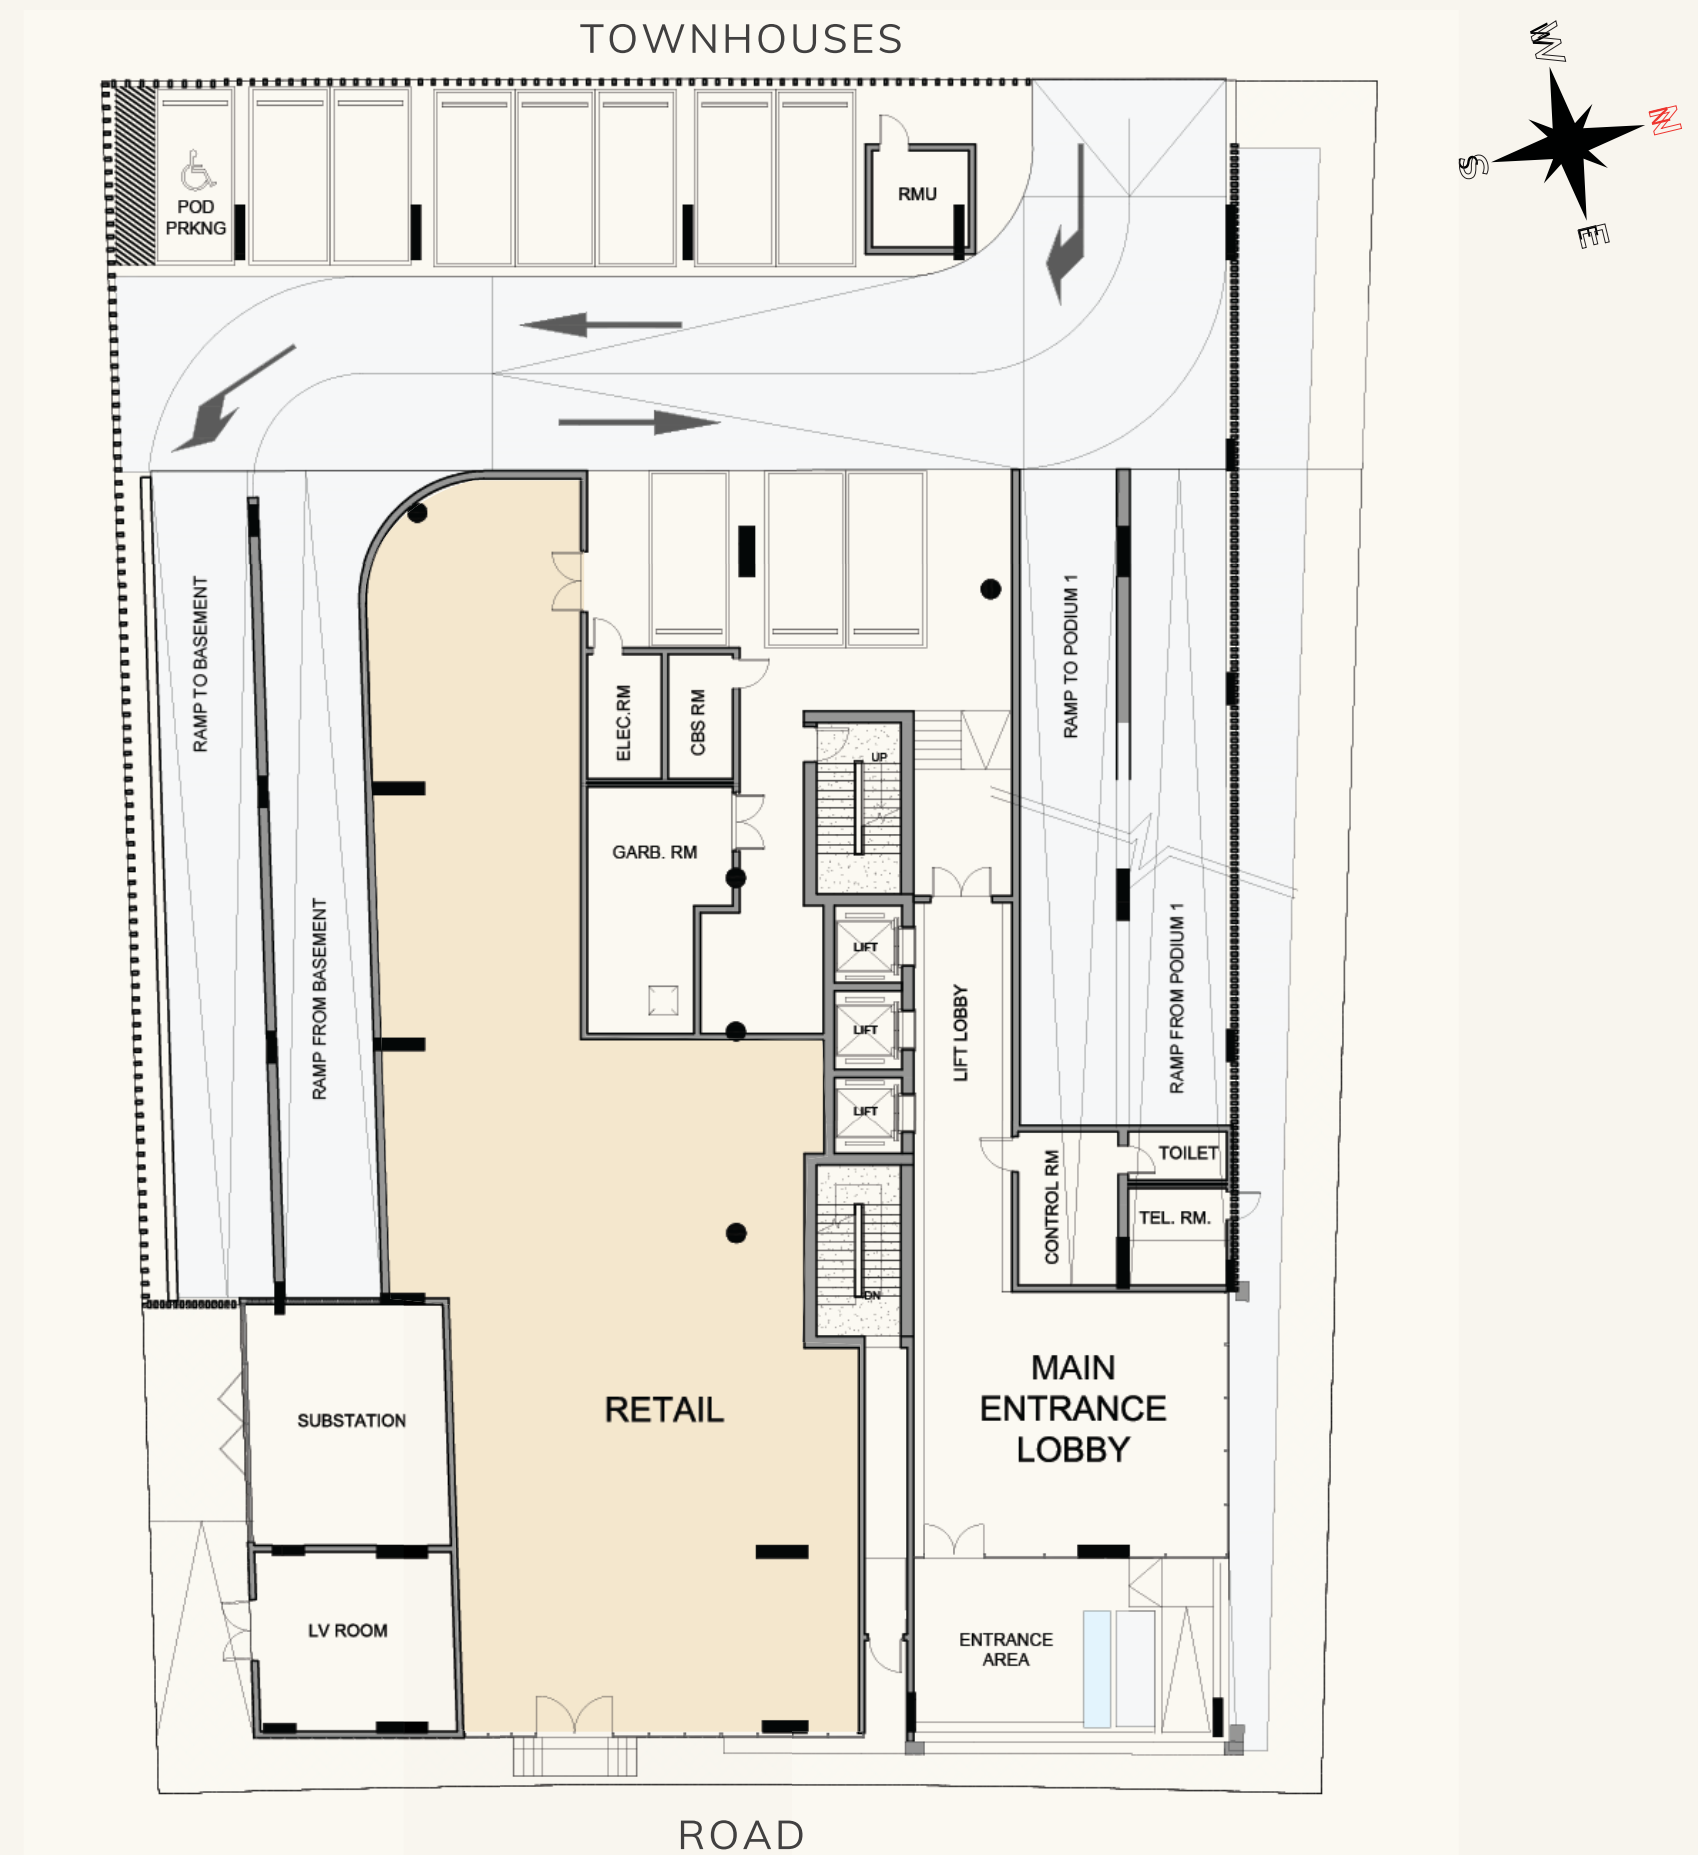 TOWNHOUSES
W
N
S
E
POD
PRKNG
RMU
RAMP TO BASEMENT
RAMP FROM BASEMENT
ELEC.RM
CBS RM
GARB. RM
UP
LIFT
LIFT
LIFT
LIFT LOBBY
RAMP TO PODIUM 1
RAMP FROM PODIUM 1
CONTROL RM
TOILET
TEL. RM.
DN
SUBSTATION
RETAIL
MAIN
ENTRANCE
LOBBY
LV ROOM
ENTRANCE
AREA
ROAD